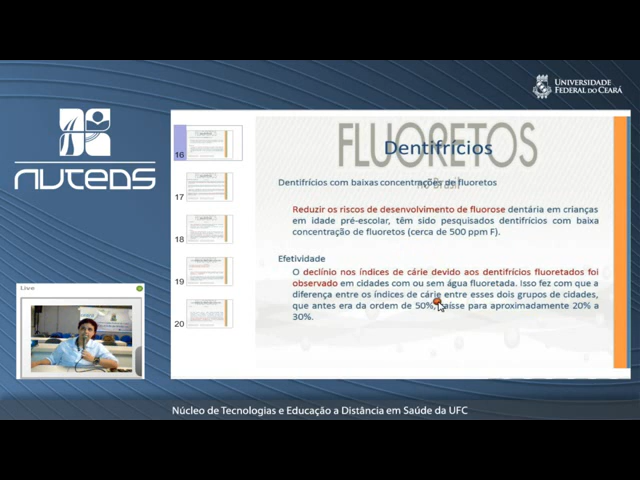 UNIVERSIDADE
FEDERAL DO CEARÁ
NUTEDS
FLUORETOS
no Brasil
Dentifrícios
Dentifrícios com baixas concentrações de fluoretos
Reduzir os riscos de desenvolvimento de fluorose dentária em crianças
em idade pré-escolar, têm sido pesquisados dentifrícios com baixa
concentração de fluoretos (cerca de 500 ppm F).
Efetividade
O declínio nos índices de cárie devido aos dentifrícios fluoretados foi
observado em cidades com ou sem água fluoretada. Isso fez com que a
diferença entre os índices de cárie entre esses dois grupos de cidades,
que antes era da ordem de 50%, caísse para aproximadamente 20% a
30%.
16
17
18
19
20
Live
Núcleo de Tecnologias e Educação a Distância em Saúde da UFC